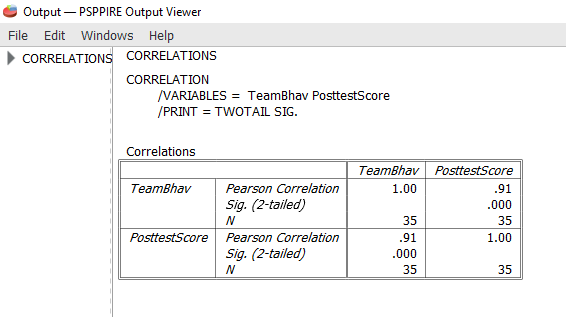 Output — PSPPIRE Output Viewer
File Edit Windows Help
CORRELATIONS
CORRELATIONS
CORRELATION
/VARIABLES = TeamBhav PosttestScore
/PRINT = TWOTAIL SIG.
Correlations
TeamBhav PosttestScore
TeamBhav Pearson Correlation 1.00 .91
Sig. (2-tailed) .000
N 35 35
PosttestScore Pearson Correlation .91 1.00
Sig. (2-tailed) .000
N 35 35